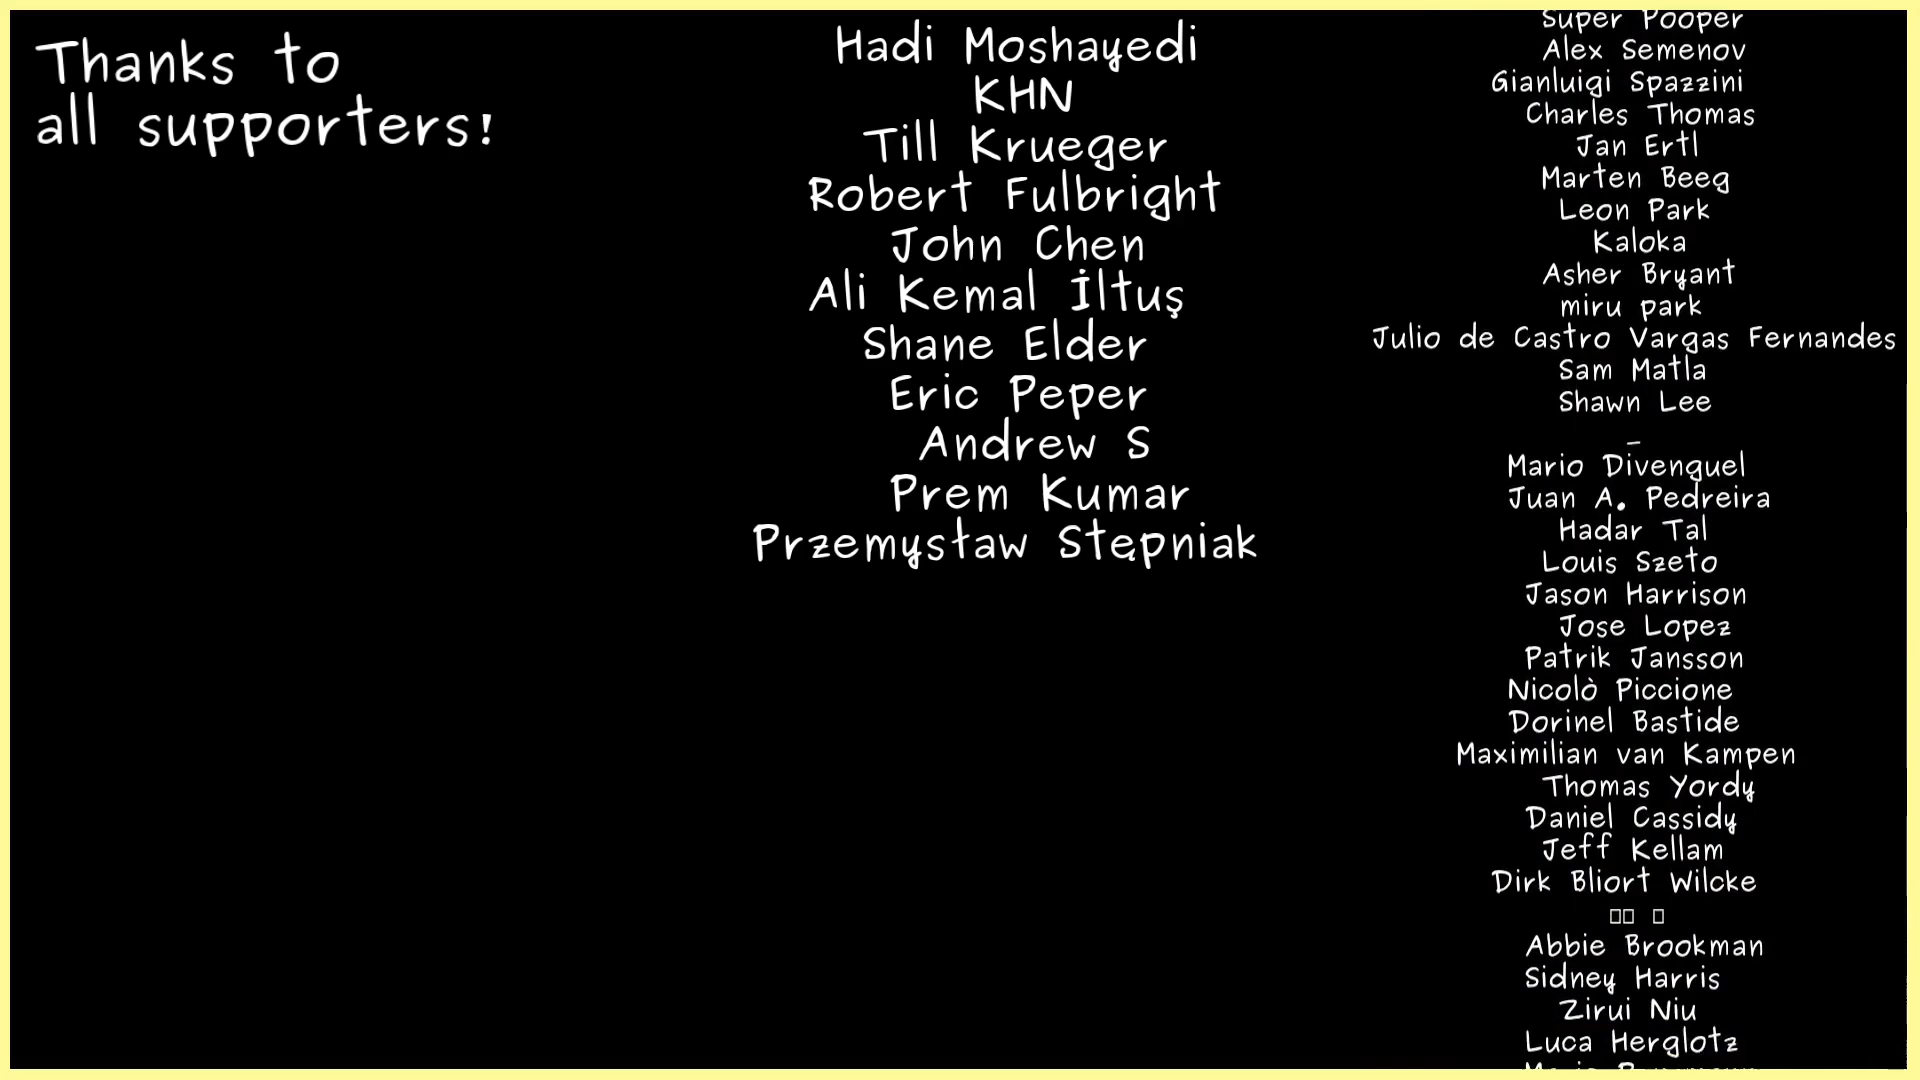 Thanks to
all supporters!
Hadi Moshayedi
KHN
Till Krueger
Robert Fulbright
John Chen
Ali Kemal İltuş
Shane Elder
Eric Peper
Andrew S
Prem Kumar
Przemysław Stępniak
Super Pooper
Alex Semenov
Gianluigi Spazzini
Charles Thomas
Jan Ertl
Marten Beeg
Leon Park
Kaloka
Asher Bryant
miru park
Julio de Castro Vargas Fernandes
Sam Matla
Shawn Lee
_
Mario Divenguel
Juan A. Pedreira
Hadar Tal
Louis Szeto
Jason Harrison
Jose Lopez
Patrik Jansson
Nicolò Piccione
Dorinel Bastide
Maximilian van Kampen
Thomas Yordy
Daniel Cassidy
Jeff Kellam
Dirk Bliort Wilcke
Abbie Brookman
Sidney Harris
Zirui Niu
Luca Herglotz